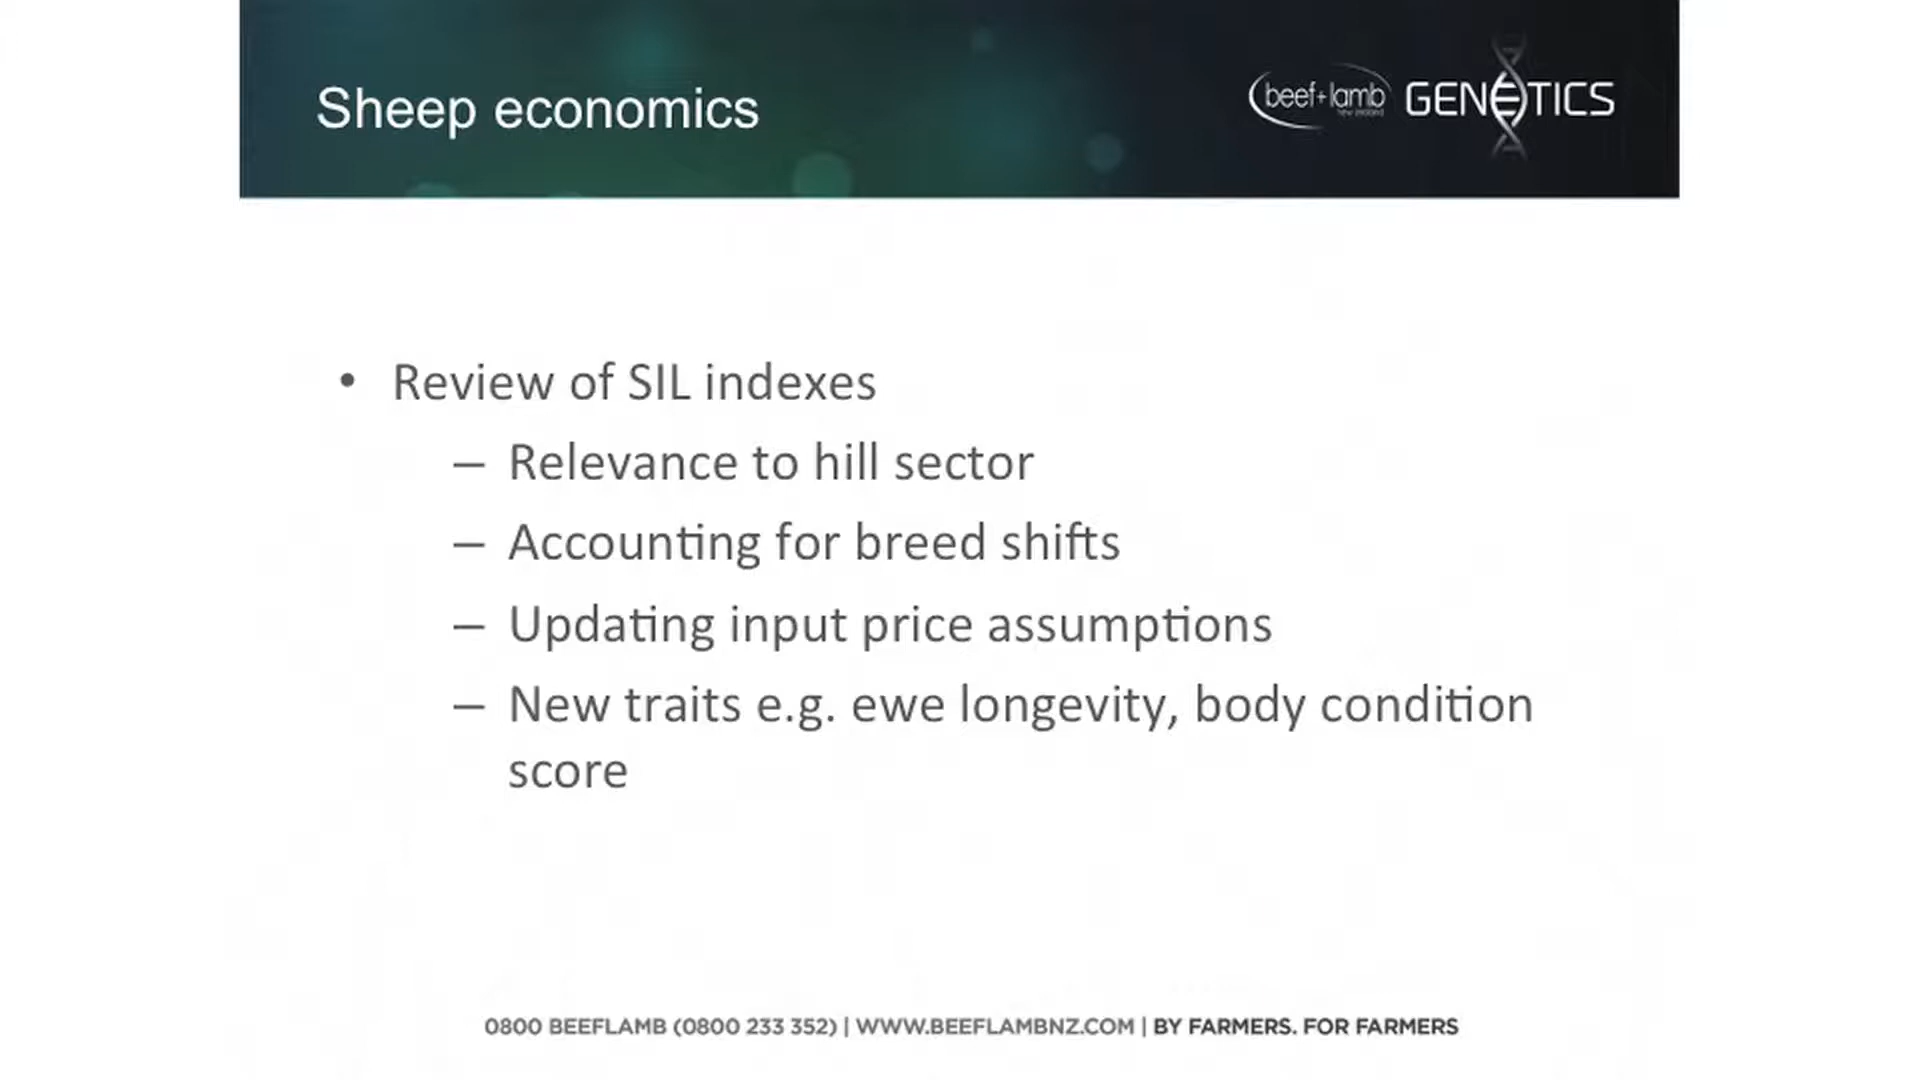 Sheep economics
beef+lamb
new zealand
GENETICS
• Review of SIL indexes
– Relevance to hill sector
– Accounting for breed shifts
– Updating input price assumptions
– New traits e.g. ewe longevity, body condition
score
0800 BEEFLAMB (0800 233 352) | WWW.BEEFLAMBNZ.COM | BY FARMERS. FOR FARMERS